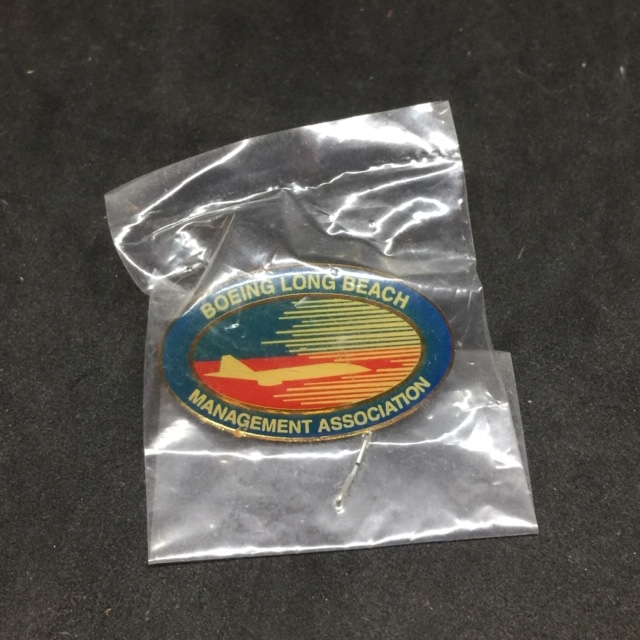 BOEING LONG BEACH
MANAGEMENT ASSOCIATION